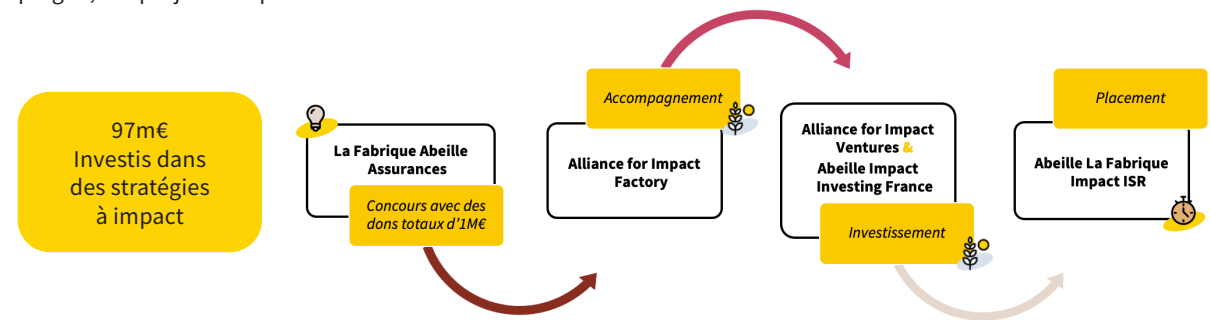 97m€
Investis dans
des stratégies
à impact
La Fabrique Abeille
Assurances
Concours avec des
dons totaux d'1M€
Accompagnement
Alliance for Impact
Factory
Alliance for Impact
Ventures &
Abeille Impact
Investing France
Investissement
Placement
Abeille La Fabrique
Impact ISR